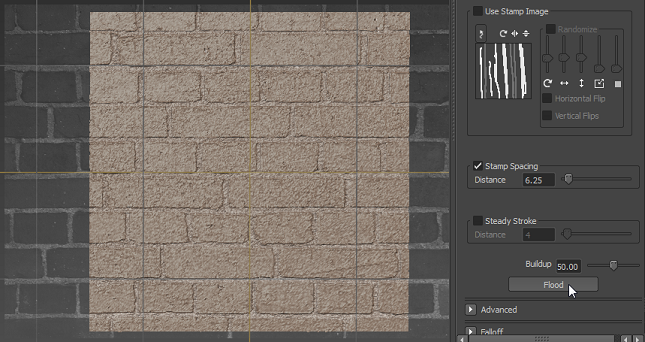 Use Stamp Image
Randomize
Horizontal Flip
Vertical Flips
Stamp Spacing
Distance 6.25
Steady Stroke
Distance 4
Buildup 50.00
Flood
Advanced
Falloff